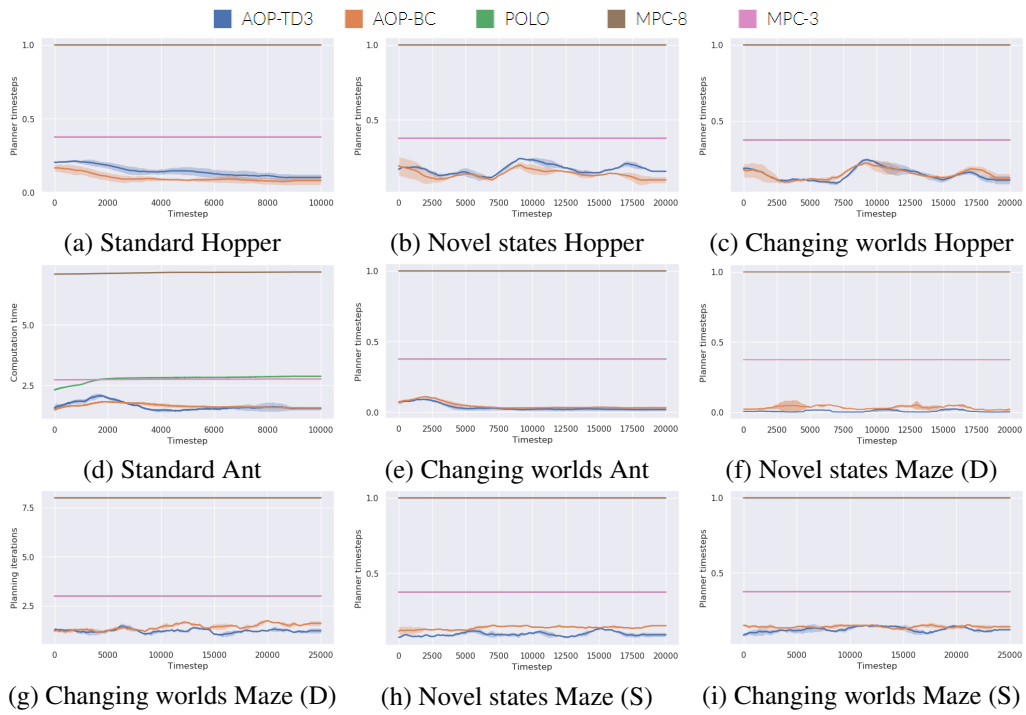 AOP-TD3 AOP-BC POLO MPC-8 MPC-3
1.0 0.5 0.0
Planner timesteps
0 2000 4000 6000 8000 10000
Timestep
(a) Standard Hopper
1.0 0.5
Planner timesteps
0 2500 5000 7500 10000 12500 15000 17500 20000
Timestep
(b) Novel states Hopper
1.0 0.5
Planner timesteps
0 2500 5000 7500 10000 12500 15000 17500 20000
Timestep
(c) Changing worlds Hopper
5.0 2.5
Computation time
0 2000 4000 6000 8000 10000
Timestep
(d) Standard Ant
1.0 0.5 0.0
Planner timesteps
0 2500 5000 7500 10000 12500 15000 17500 20000
Timestep
(e) Changing worlds Ant
1.0 0.5 0.0
Planner timesteps
0 2500 5000 7500 10000 12500 15000 17500 20000
Timestep
(f) Novel states Maze (D)
7.5 5.0 2.5
Planning iterations
0 5000 10000 15000 20000 25000
Timestep
(g) Changing worlds Maze (D)
1.0 0.5
Planner timesteps
0 2500 5000 7500 10000 12500 15000 17500 20000
Timestep
(h) Novel states Maze (S)
1.0 0.5
Planner timesteps
0 5000 10000 15000 20000 25000
Timestep
(i) Changing worlds Maze (S)